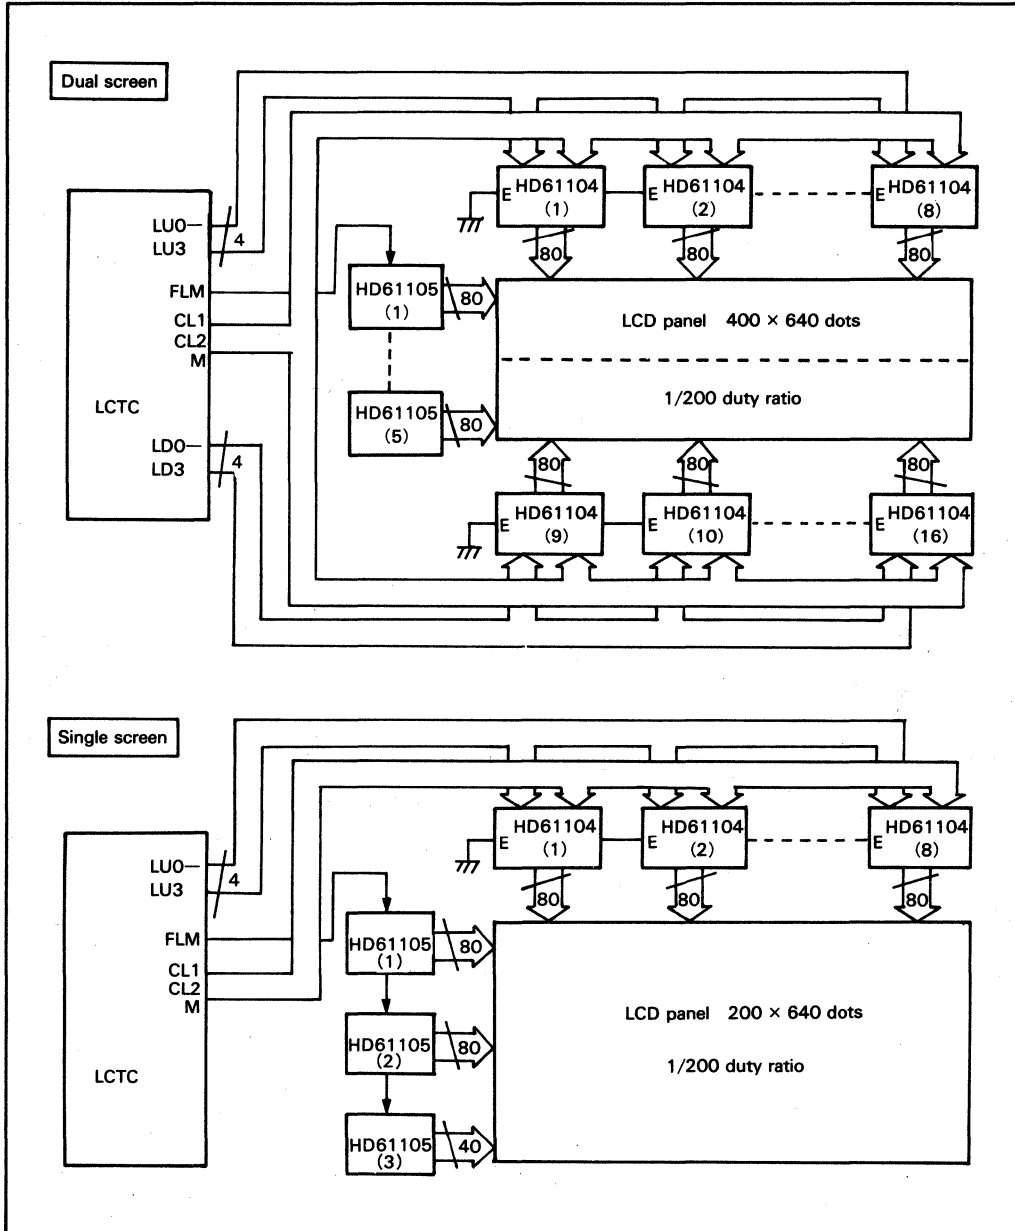 Dual screen
LU0—
LU3
4
FLM
CL1
CL2
M
LCTC
LD0—
LD3
4
E HD61104
(1)
E HD61104
(2)
E HD61104
(8)
80
80
80
HD61105
(1)
80
HD61105
(5)
80
LCD panel 400 × 640 dots
1/200 duty ratio
80
80
80
E HD61104
(9)
E HD61104
(10)
E HD61104
(16)
Single screen
LU0—
LU3
4
FLM
CL1
CL2
M
LCTC
E HD61104
(1)
E HD61104
(2)
E HD61104
(8)
80
80
80
HD61105
(1)
80
HD61105
(2)
80
HD61105
(3)
40
LCD panel 200 × 640 dots
1/200 duty ratio